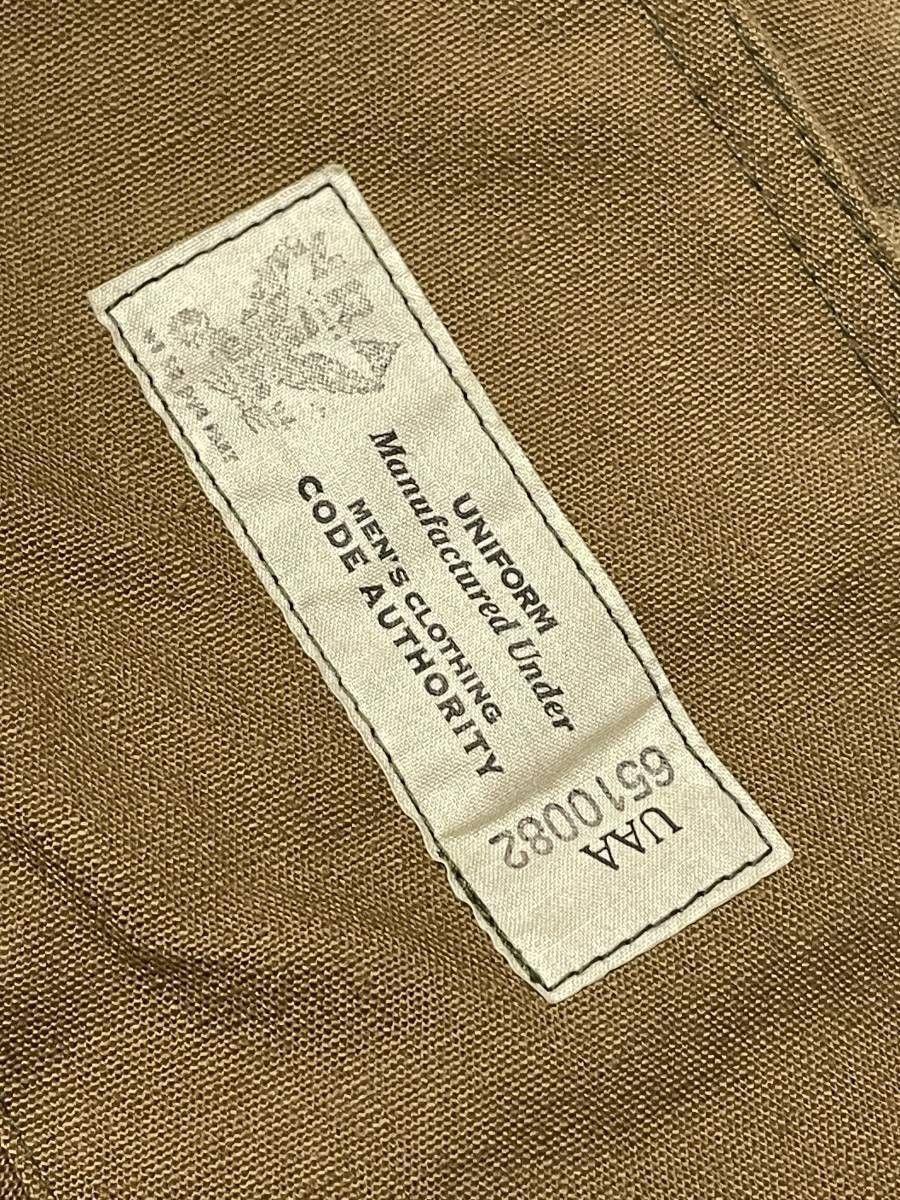 UNIFORM
Manufactured Under
MEN'S CLOTHING
CODE AUTHORITY
UAA
6510082